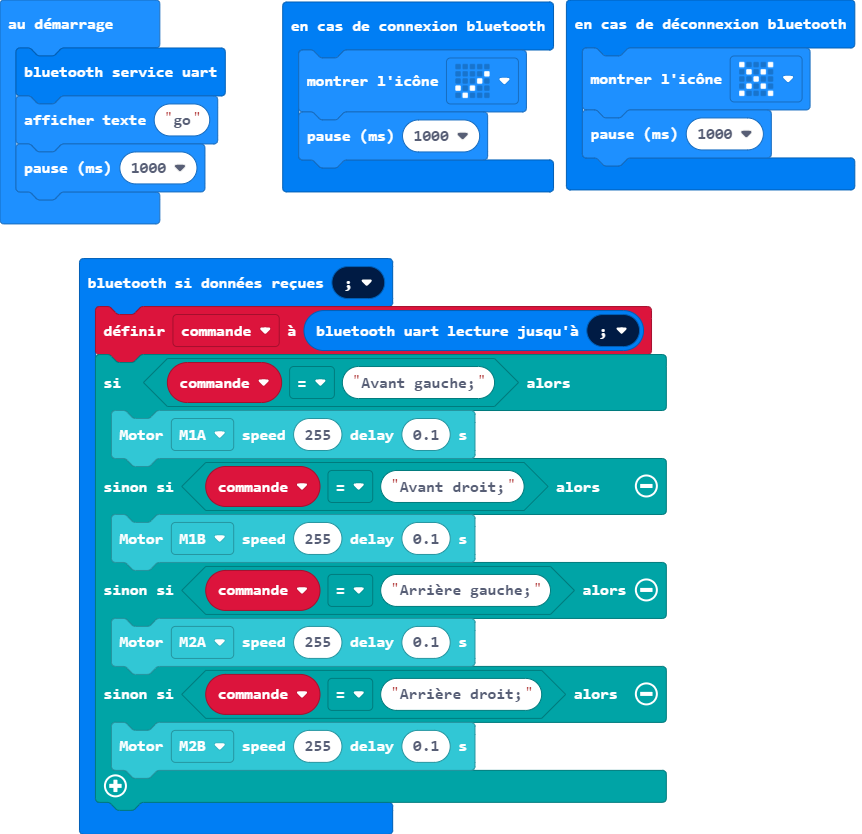 au démarrage
bluetooth service uart
afficher texte "go"
pause (ms) 1000
en cas de connexion bluetooth
montrer l'icône
pause (ms) 1000
en cas de déconnexion bluetooth
montrer l'icône
pause (ms) 1000
bluetooth si données reçues ;
définir commande à bluetooth uart lecture jusqu'à ;
si commande = "Avant gauche;" alors
Motor M1A speed 255 delay 0.1 s
sinon si commande = "Avant droit;" alors
Motor M1B speed 255 delay 0.1 s
sinon si commande = "Arrière gauche;" alors
Motor M2A speed 255 delay 0.1 s
sinon si commande = "Arrière droit;" alors
Motor M2B speed 255 delay 0.1 s